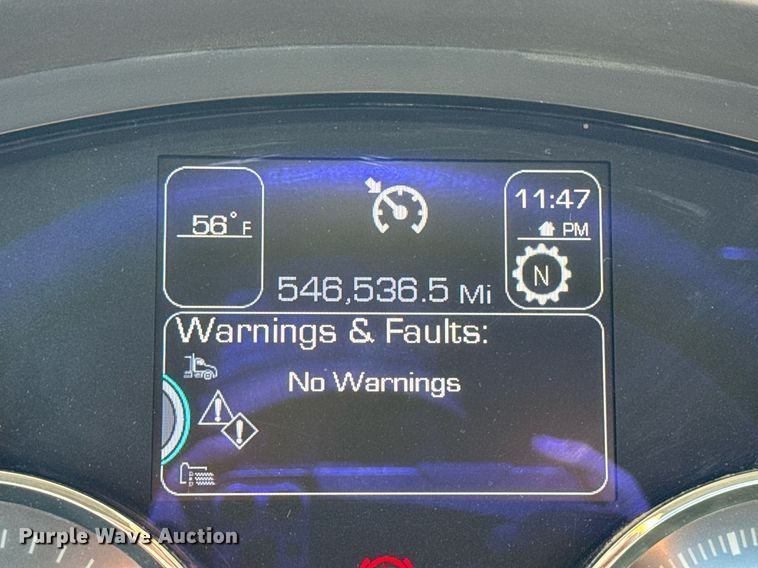 56°F
11:47
PM
N
546,536.5 Mi
Warnings & Faults:
No Warnings
Purple Wave Auction